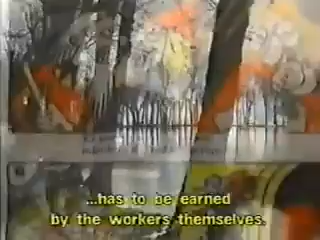 ...has to be earned
by the workers themselves.